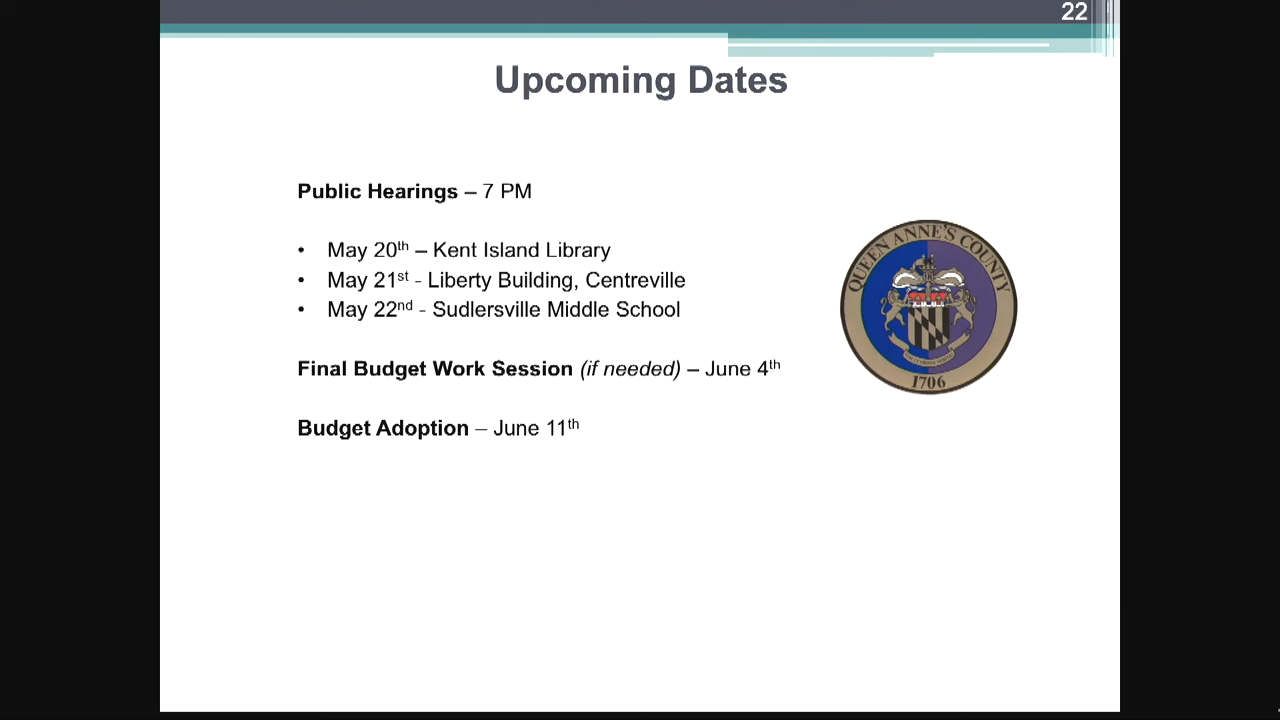 22
Upcoming Dates
Public Hearings – 7 PM
• May 20th – Kent Island Library
• May 21st - Liberty Building, Centreville
• May 22nd - Sudlersville Middle School
QUEEN ANNE'S COUNTY
1706
Final Budget Work Session (if needed) – June 4th
Budget Adoption – June 11th